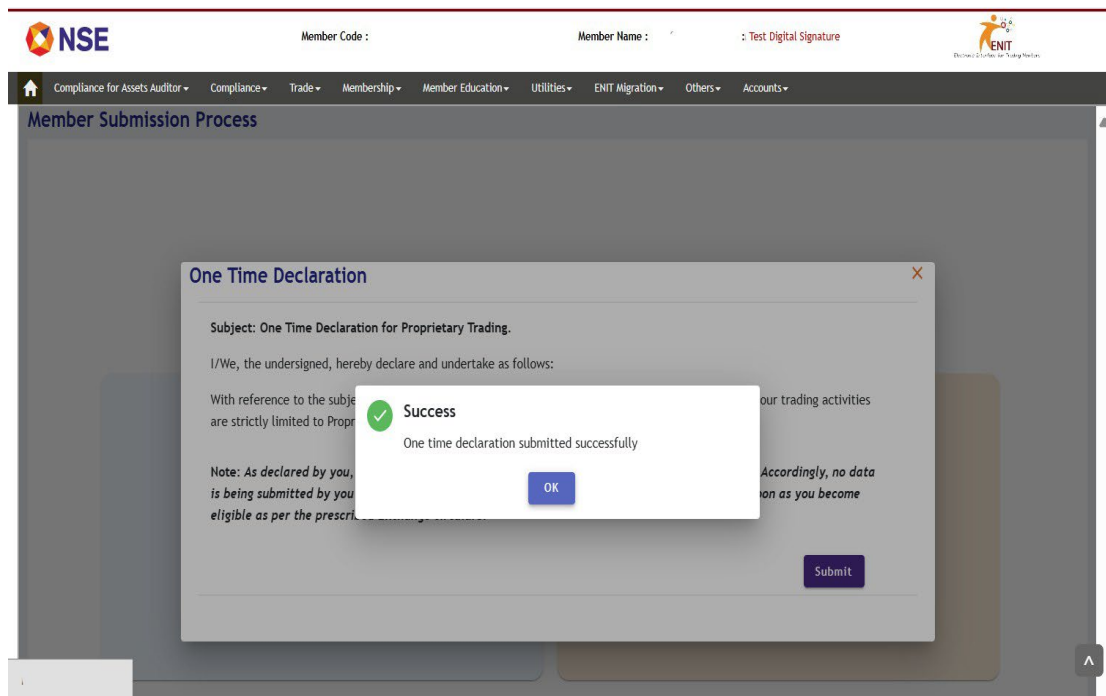 NSE
Member Code :
Member Name :
: Test Digital Signature
ENIT
Compliance for Assets Auditor
Compliance
Trade
Membership
Member Education
Utilities
ENIT Migration
Others
Accounts
Member Submission Process
One Time Declaration
X
Subject: One Time Declaration for Proprietary Trading.
I/We, the undersigned, hereby declare and undertake as follows:
With reference to the subje our trading activities
are strictly limited to Propr
Success
One time declaration submitted successfully
OK
Note: As declared by you, Accordingly, no data
is being submitted by you on as you become
eligible as per the
Submit